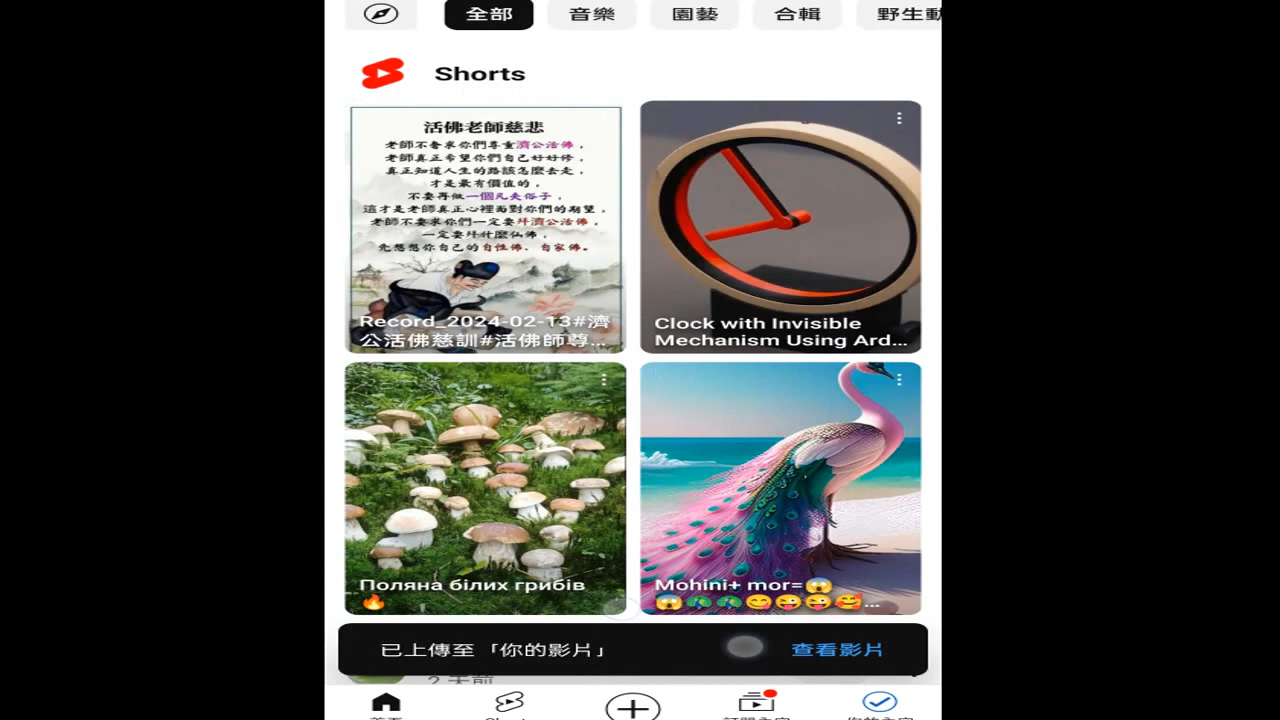 全部 音樂 園藝 合輯 野生動
Shorts
活佛老師慈悲
老師不奢求你們尊重濟公活佛，
老師真正希望你們自己好好修，
真正知道人生的路該怎麼去走，
才是最有價值的，
不要再做一個凡夫俗子，
這才是老師真正心裡面對你們的期望，
老師不要求你們一定要拜濟公活佛，
一定要拜什麼仙佛，
先想想你自己的自性佛、自家佛。
Record_2024-02-13#濟
公活佛慈訓#活佛師尊...
Clock with Invisible
Mechanism Using Ard...
Поляна білих грибів
🔥
Mohini+ mor=😱
😱🦚🦚😋😜😜🥰...
已上傳至「你的影片」 查看影片
2 天前